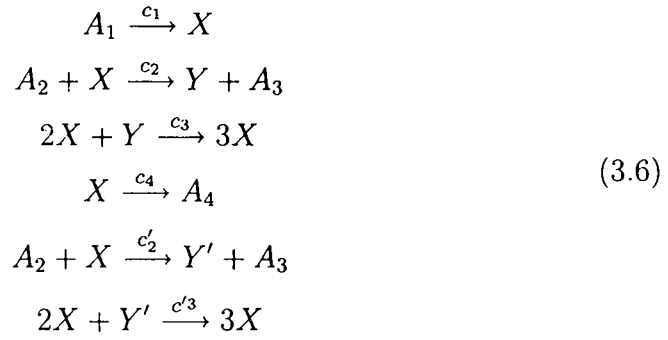 A₁ —c₁→ X
A₂ + X —c₂→ Y + A₃
2X + Y —c₃→ 3X
X —c₄→ A₄
(3.6)
A₂ + X —c′₂→ Y′ + A₃
2X + Y′ —c′3→ 3X